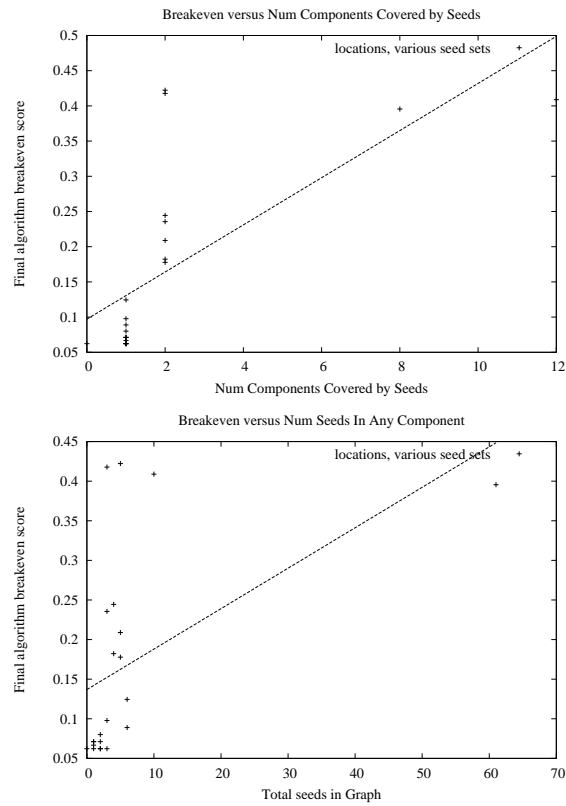 Breakeven versus Num Components Covered by Seeds
0.5
locations, various seed sets
0.45
0.4
0.35
0.3
0.25
0.2
0.15
0.1
0.05
Final algorithm breakeven score
0 2 4 6 8 10 12
Num Components Covered by Seeds
Breakeven versus Num Seeds In Any Component
0.45
locations, various seed sets
0.4
0.35
0.3
0.25
0.2
0.15
0.1
0.05
Final algorithm breakeven score
0 10 20 30 40 50 60 70
Total seeds in Graph